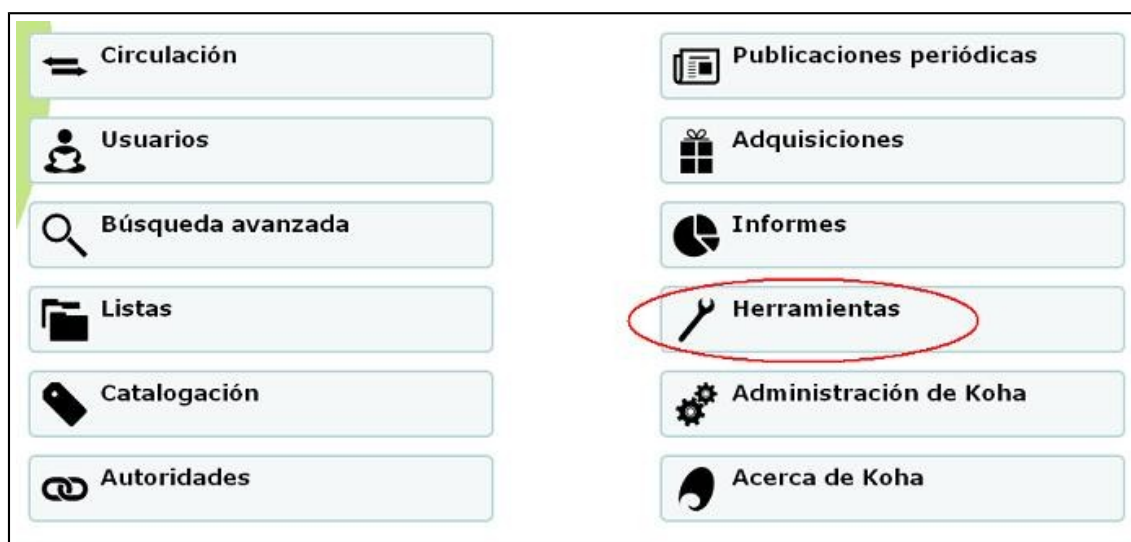 Circulación
Publicaciones periódicas
Usuarios
Adquisiciones
Búsqueda avanzada
Informes
Listas
Herramientas
Catalogación
Administración de Koha
Autoridades
Acerca de Koha